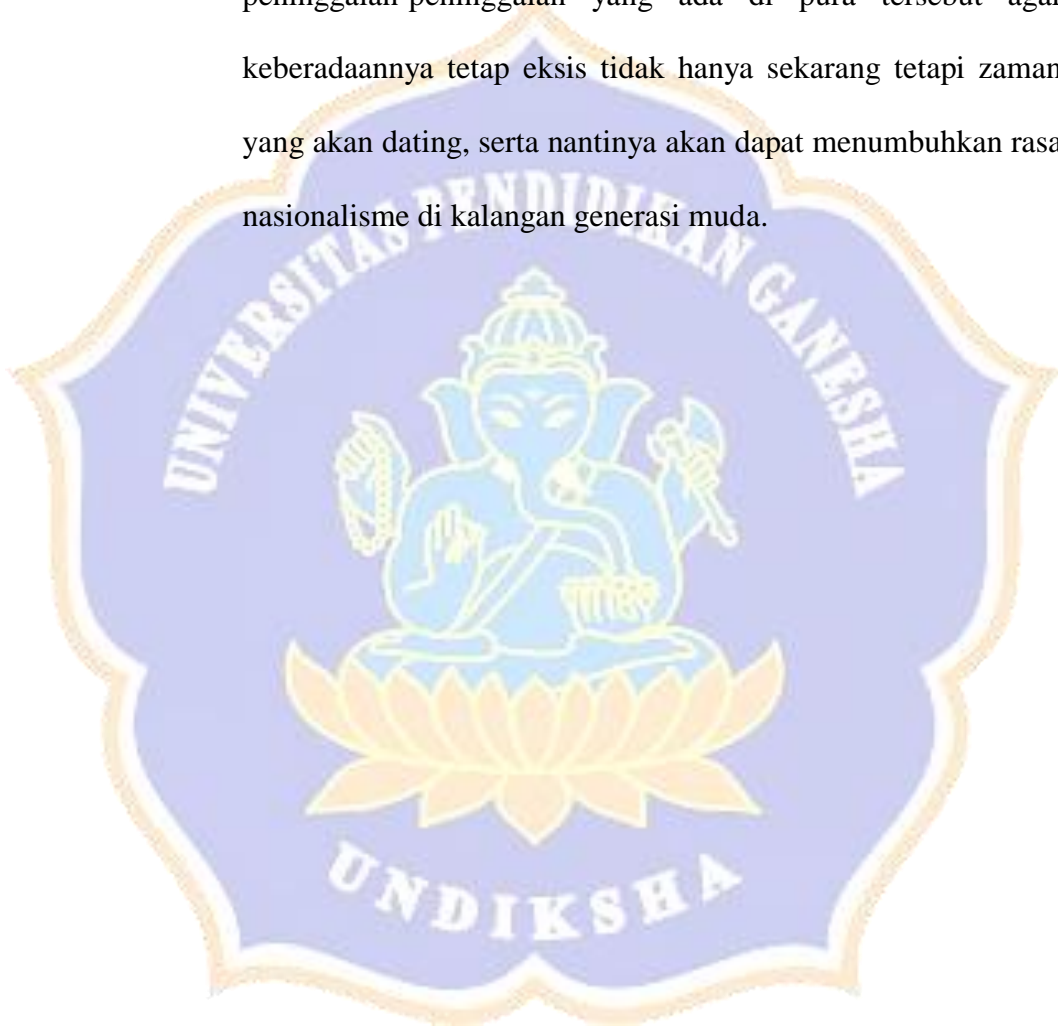 peninggalan-peninggalan yang ada di pura tersebut agar
keberadaannya tetap eksis tidak hanya sekarang tetapi zaman
yang akan dating, serta nantinya akan dapat menumbuhkan rasa
nasionalisme di kalangan generasi muda.
UNIVERSITAS PENDIDIKAN GANESHA
UNDIKSHA